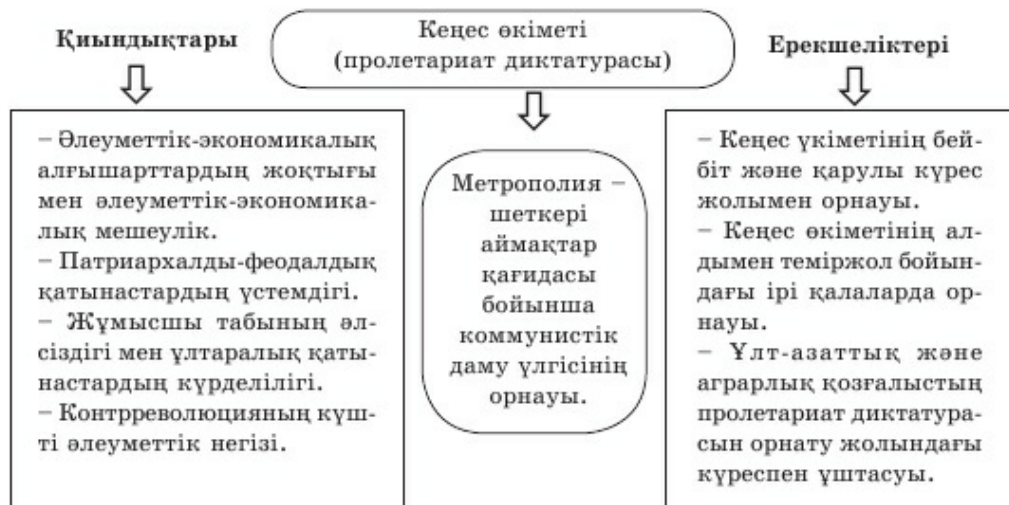 Қиындықтары
Кеңес өкіметі
(пролетариат диктатурасы)
Ерекшеліктері
– Әлеуметтік-экономикалық
алғышарттардың жоқтығы
мен әлеуметтік-экономика-
лық мешеулік.
– Патриархалды-феодалдық
қатынастардың үстемдігі.
– Жұмысшы табының әл-
сіздігі мен ұлтаралық қаты-
настардың күрделілігі.
– Контрреволюцияның күш-
ті әлеуметтік негізі.
Метрополия –
шеткері
аймақтар
қағидасы
бойынша
коммунистік
даму үлгісінің
орнауы.
– Кеңес үкіметінің бей-
біт және қарулы күрес
жолымен орнауы.
– Кеңес өкіметінің ал-
дымен теміржол бойын-
дағы ірі қалаларда ор-
науы.
– Ұлт-азаттық және
аграрлық қозғалыстың
пролетариат диктатура-
сын орнату жолындағы
күреспен ұштасуы.